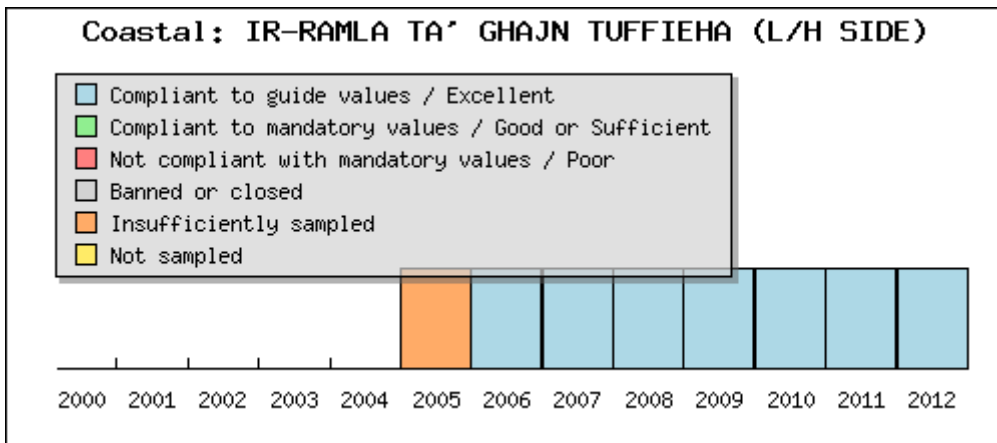 Coastal: IR-RAMLA TA' GHAJN TUFFIEHA (L/H SIDE)
Compliant to guide values / Excellent
Compliant to mandatory values / Good or Sufficient
Not compliant with mandatory values / Poor
Banned or closed
Insufficiently sampled
Not sampled
2000 2001 2002 2003 2004 2005 2006 2007 2008 2009 2010 2011 2012